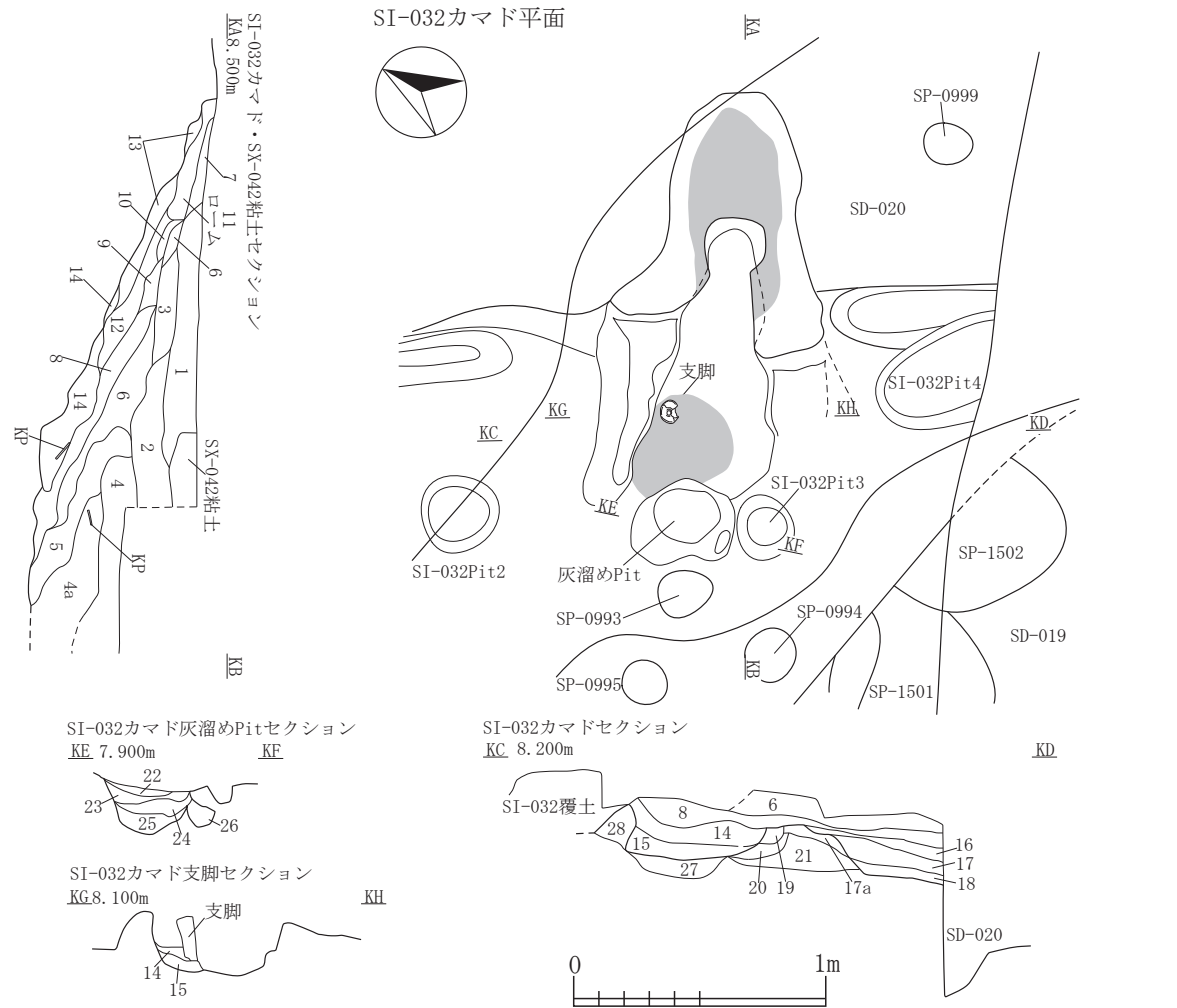 SI-032カマド平面
KA
SP-0999
SD-020
支脚
SI-032Pit4
KG
KH
KC
KD
SI-032Pit3
KE
KF
SI-032Pit2
灰溜めPit
SP-1502
SP-0993
SP-0994
SD-019
KB
SP-0995
SP-1501
SI-032カマド・SX-042粘土セクション
KA8.500m
13
7
11
ローム
10
6
9
14
3
12
8
1
6
14
KP
2
SX-042粘土
4
5
KP
4a
KB
SI-032カマド灰溜めPitセクション
KE 7.900m KF
22
23
25
24
26
SI-032カマド支脚セクション
KG8.100m KH
支脚
14
15
SI-032カマドセクション
KC 8.200m KD
SI-032覆土
6
8
28
14
15
16
21
17
27
20 19 17a 18
SD-020
0 1m